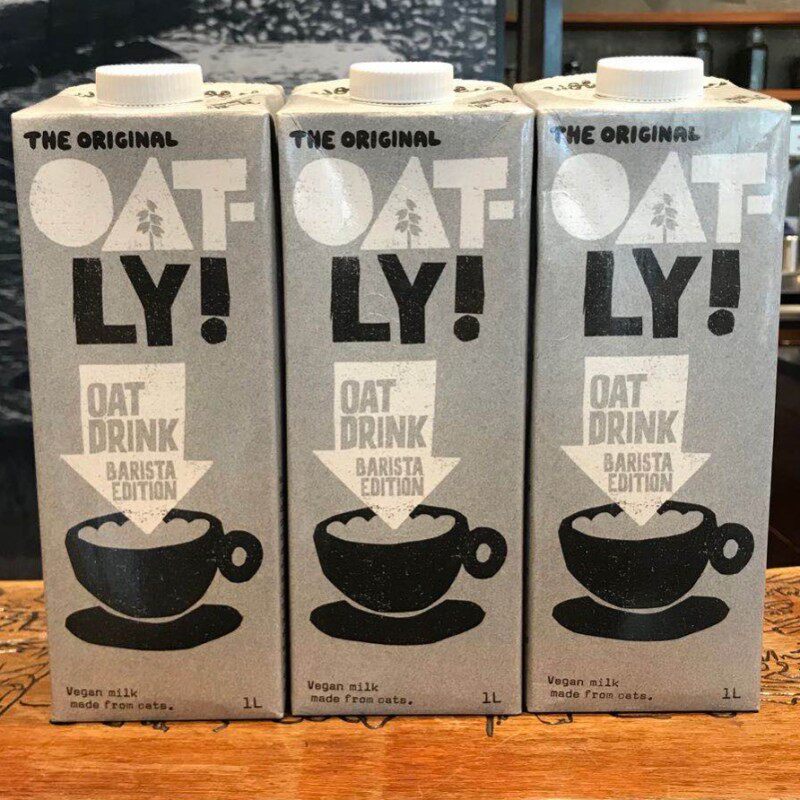 THE ORIGINAL
OAT-
LY!
OAT
DRINK
BARISTA
EDITION
Vegan milk
made from oats.
1L
THE ORIGINAL
OAT-
LY!
OAT
DRINK
BARISTA
EDITION
Vegan milk
made from oats.
1L
THE ORIGINAL
OAT-
LY!
OAT
DRINK
BARISTA
EDITION
Vegan milk
made from oats.
1L